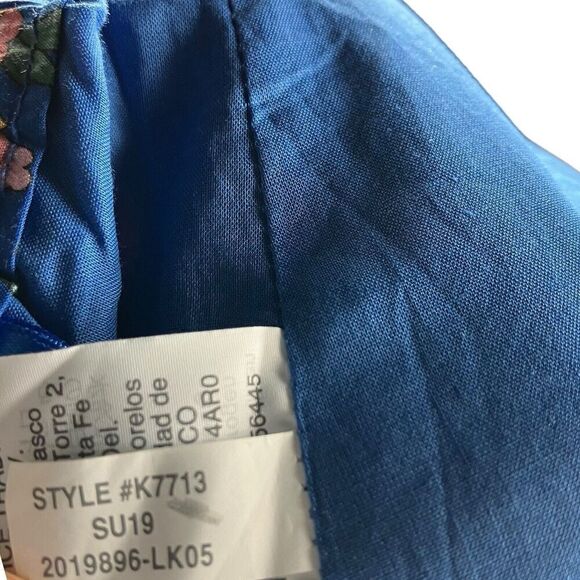 asco
Torre 2,
ta Fe
Del.
orelos
dad de
CO
4AR0
56445
STYLE #K7713
SU19
2019896-LK05